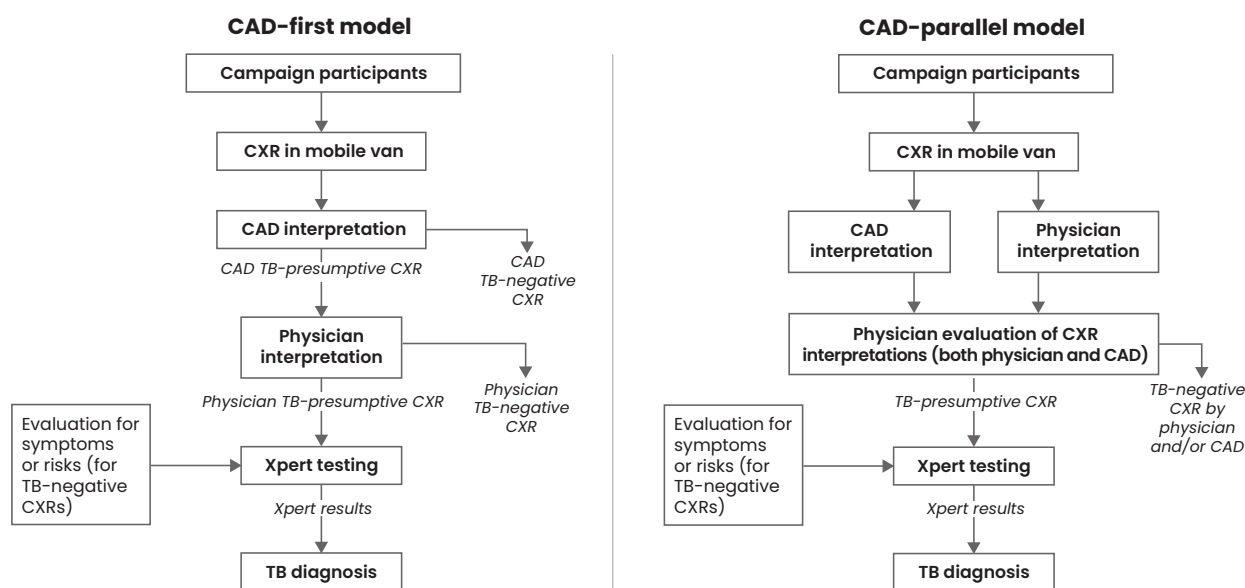 CAD-first model
Campaign participants
CXR in mobile van
CAD interpretation
CAD TB-presumptive CXR
CAD
TB-negative
CXR
Physician
interpretation
Physician TB-presumptive CXR
Physician
TB-negative
CXR
Evaluation for
symptoms
or risks (for
TB-negative
CXRs)
Xpert testing
Xpert results
TB diagnosis
CAD-parallel model
Campaign participants
CXR in mobile van
CAD
interpretation
Physician
interpretation
Physician evaluation of CXR
interpretations (both physician and CAD)
TB-presumptive CXR
TB-negative
CXR by
physician
and/or CAD
Evaluation for
symptoms
or risks (for
TB-negative
CXRs)
Xpert testing
Xpert results
TB diagnosis